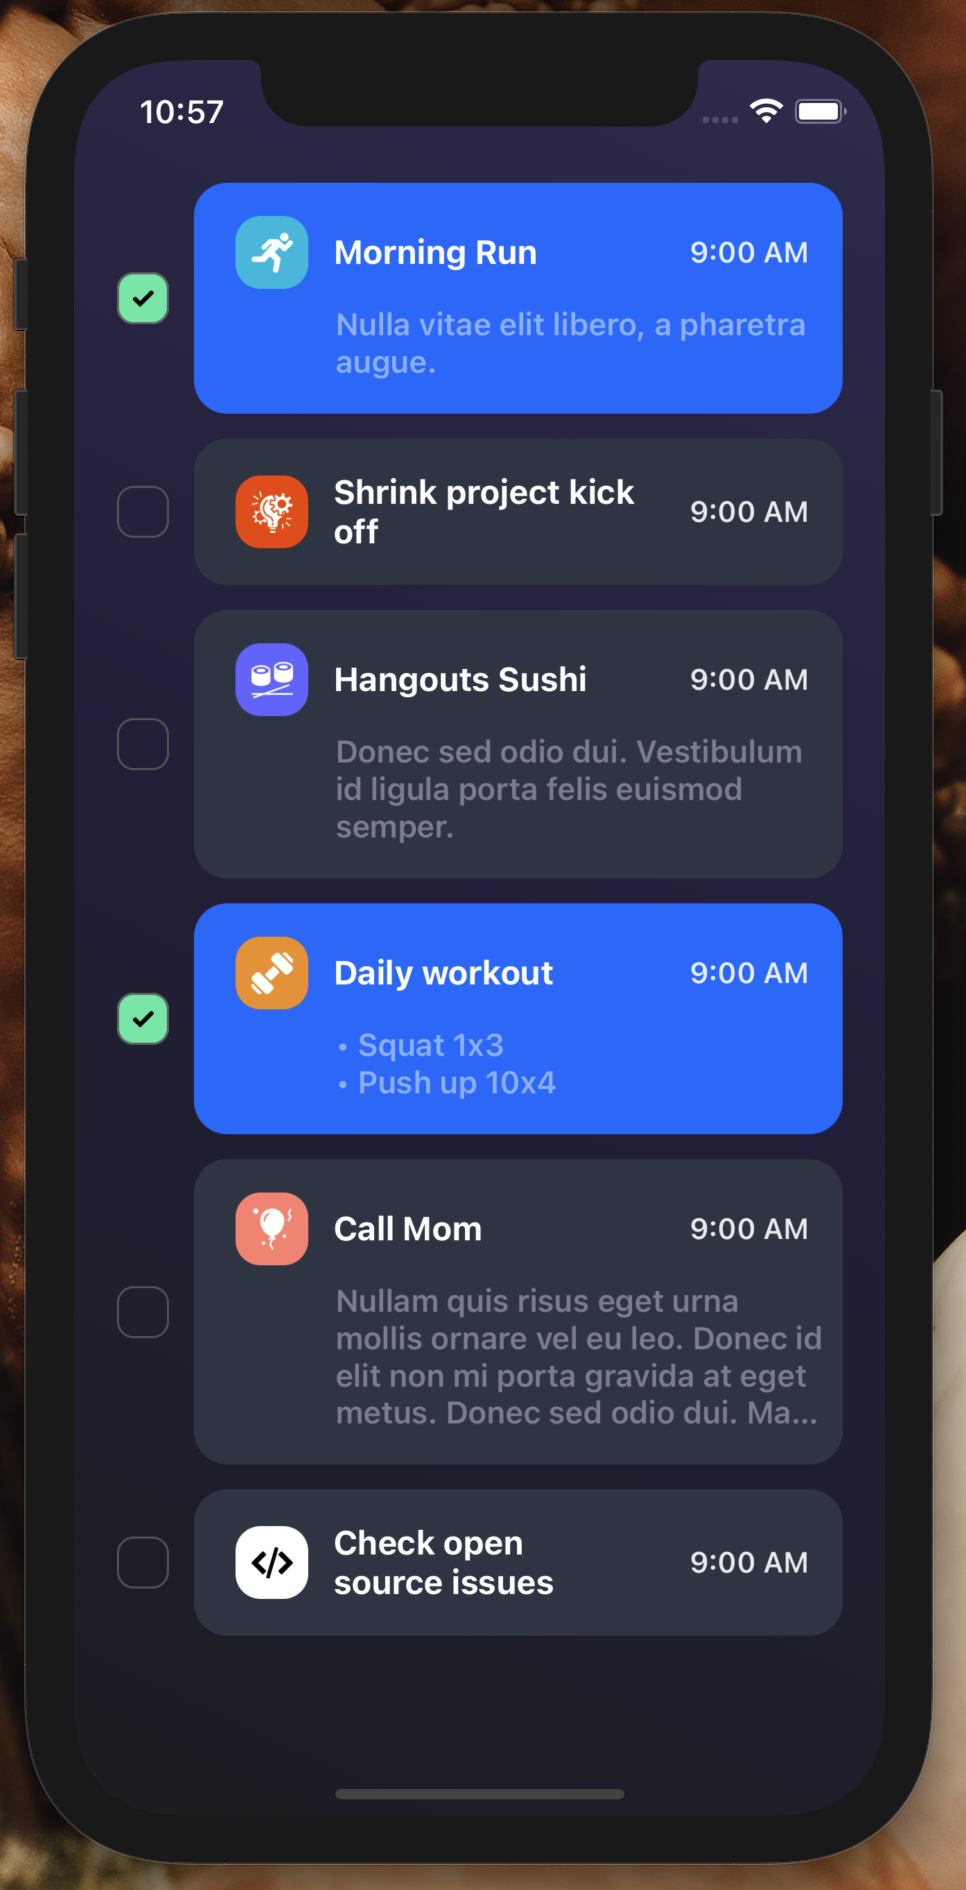 10:57
Morning Run 9:00 AM
Nulla vitae elit libero, a pharetra
augue.
Shrink project kick
off
9:00 AM
Hangouts Sushi 9:00 AM
Donec sed odio dui. Vestibulum
id ligula porta felis euismod
semper.
Daily workout 9:00 AM
• Squat 1x3
• Push up 10x4
Call Mom 9:00 AM
Nullam quis risus eget urna
mollis ornare vel eu leo. Donec id
elit non mi porta gravida at eget
metus. Donec sed odio dui. Ma...
</> Check open
source issues
9:00 AM